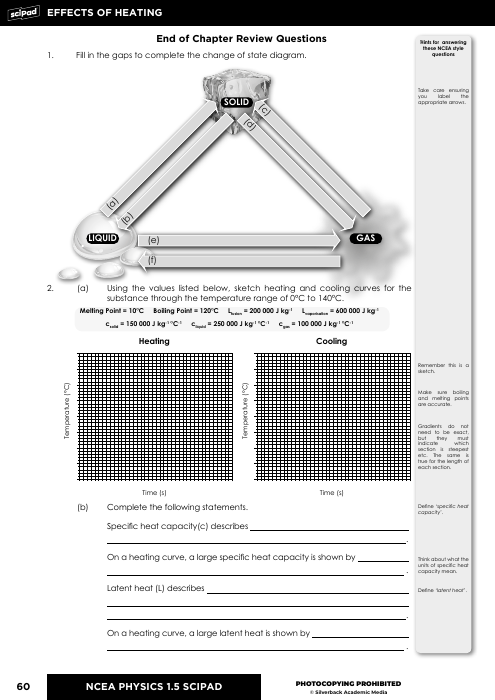 scipad EFFECTS OF HEATING
End of Chapter Review Questions
1. Fill in the gaps to complete the change of state diagram.
SOLID
(a)
(b)
(c)
(d)
LIQUID
(e)
GAS
(f)
2. (a) Using the values listed below, sketch heating and cooling curves for the
substance through the temperature range of 0°C to 140°C.
Melting Point = 10°C Boiling Point = 120°C L_fusion = 200 000 J kg⁻¹ L_vaporisation = 600 000 J kg⁻¹
c_solid = 150 000 J kg⁻¹ °C⁻¹ c_liquid = 250 000 J kg⁻¹ °C⁻¹ c_gas = 100 000 J kg⁻¹ °C⁻¹
Heating Cooling
Temperature (°C)
Temperature (°C)
Time (s) Time (s)
(b) Complete the following statements.
Specific heat capacity(c) describes
.
On a heating curve, a large specific heat capacity is shown by
.
Latent heat (L) describes
.
On a heating curve, a large latent heat is shown by
.
Hints for answering
these NCEA style
questions
Take care ensuring
you label the
appropriate arrows.
Remember this is a
sketch.
Make sure boiling
and melting points
are accurate.
Gradients do not
need to be exact,
but they must
indicate which
section is steepest
etc. The same is
true for the length of
each section.
Define 'specific heat
capacity'.
Think about what the
units of specific heat
capacity mean.
Define 'latent heat'.
60 NCEA PHYSICS 1.5 SCIPAD
PHOTOCOPYING PROHIBITED
© Silverback Academic Media